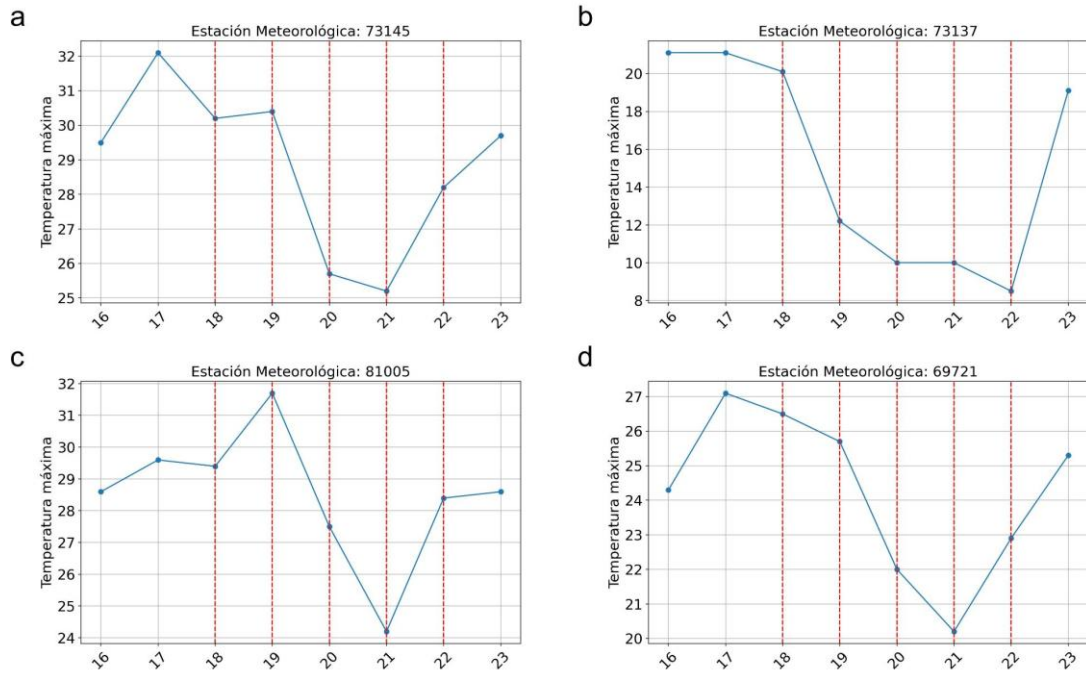 a
Estación Meteorológica: 73145
Temperatura máxima
32
31
30
29
28
27
26
25
16 17 18 19 20 21 22 23
b
Estación Meteorológica: 73137
Temperatura máxima
20
18
16
14
12
10
8
16 17 18 19 20 21 22 23
c
Estación Meteorológica: 81005
Temperatura máxima
32
31
30
29
28
27
26
25
24
16 17 18 19 20 21 22 23
d
Estación Meteorológica: 69721
Temperatura máxima
27
26
25
24
23
22
21
20
16 17 18 19 20 21 22 23